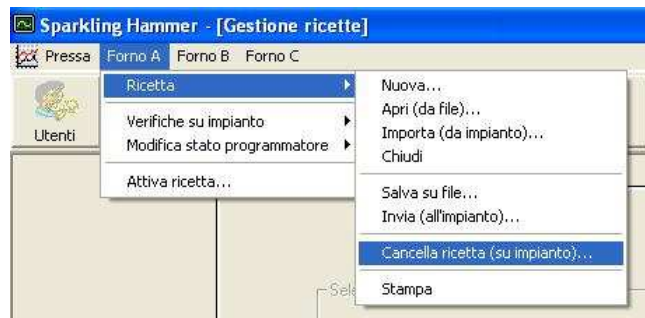 Sparkling Hammer - [Gestione ricette]
Pressa Forno A Forno B Forno C
Utenti
Ricetta
Verifiche su impianto
Modifica stato programmatore
Attiva ricetta...
Nuova...
Apri (da file)...
Importa (da impianto)...
Chiudi
Salva su file...
Invia (all'impianto)...
Cancella ricetta (su impianto)...
Stampa